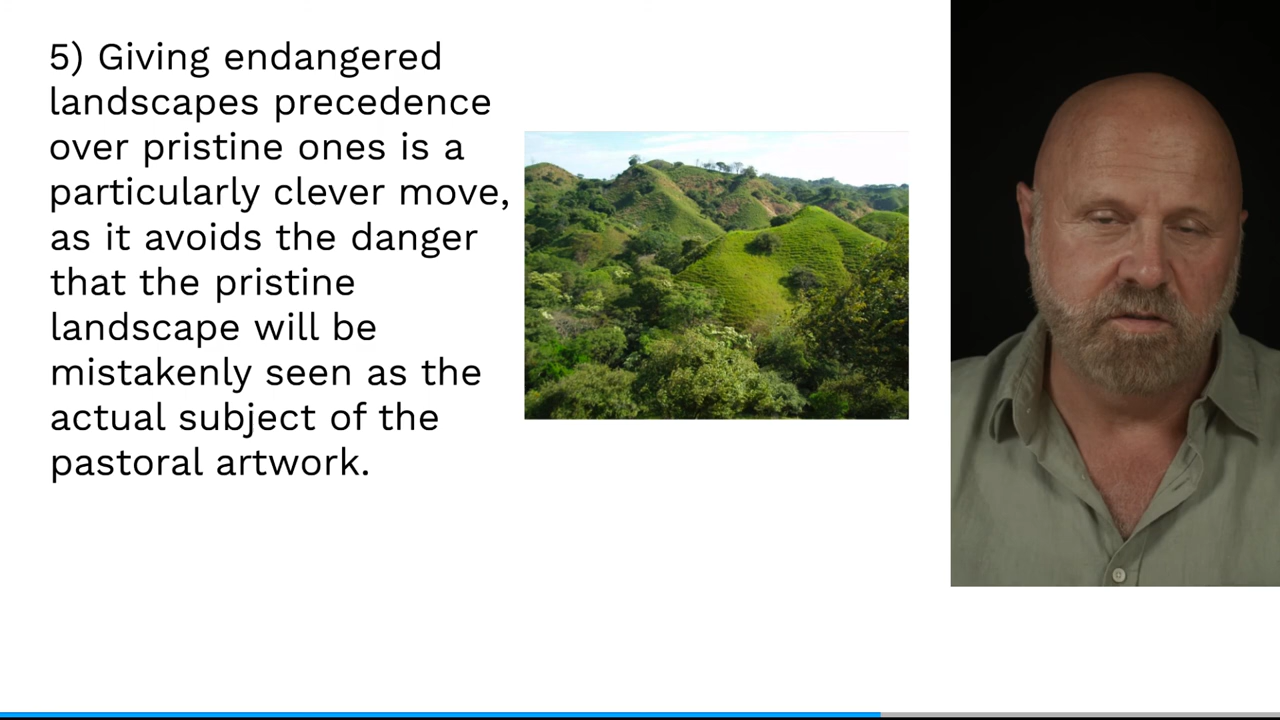 5) Giving endangered
landscapes precedence
over pristine ones is a
particularly clever move,
as it avoids the danger
that the pristine
landscape will be
mistakenly seen as the
actual subject of the
pastoral artwork.